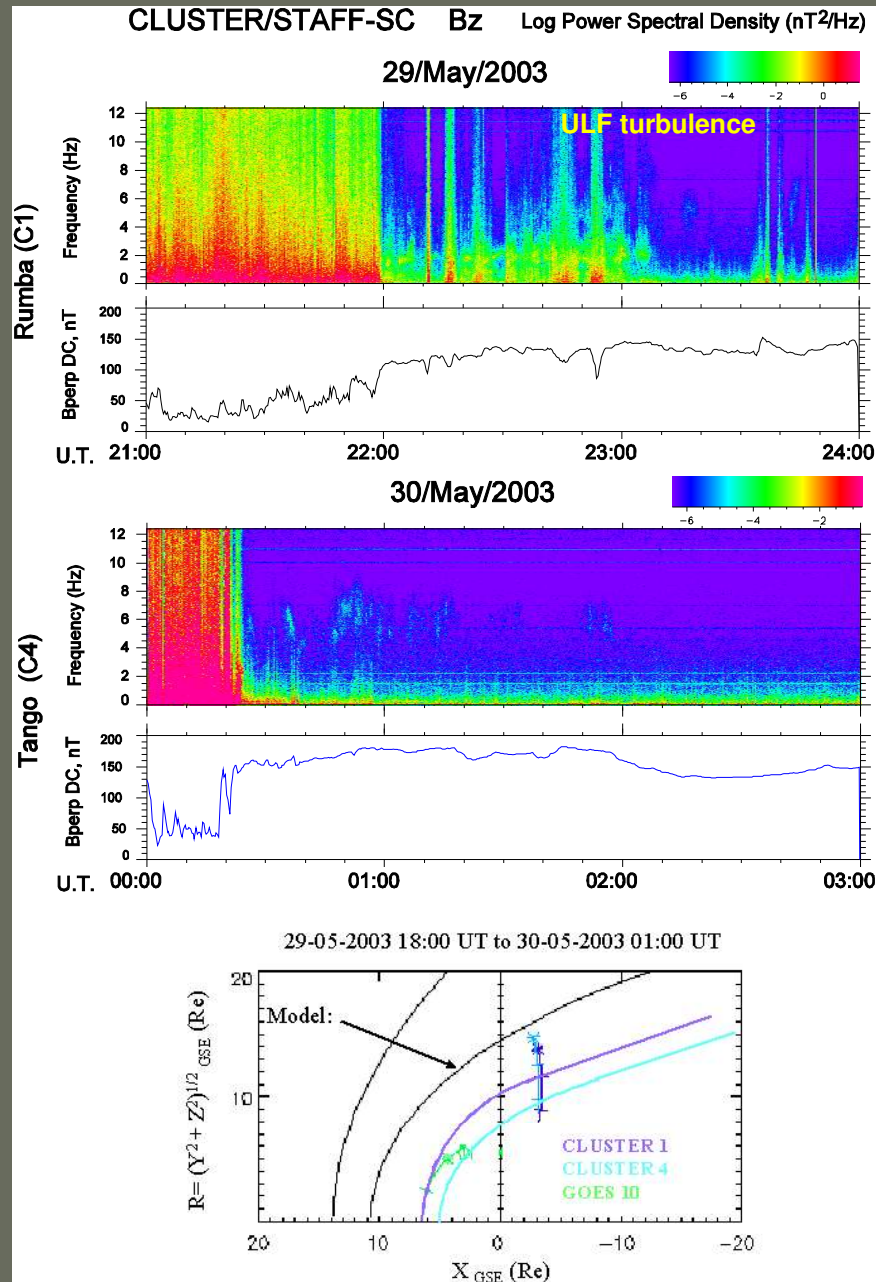 CLUSTER/STAFF-SC Bz Log Power Spectral Density (nT²/Hz)
29/May/2003
−6 −4 −2 0
ULF turbulence
12
10
8
6
4
2
0
Frequency (Hz)
Rumba (C1)
200
150
100
50
0
Bperp DC, nT
U.T. 21:00 22:00 23:00 24:00
30/May/2003
−6 −4 −2
12
10
8
6
4
2
0
Frequency (Hz)
Tango (C4)
200
150
100
50
0
Bperp DC, nT
U.T. 00:00 01:00 02:00 03:00
29-05-2003 18:00 UT to 30-05-2003 01:00 UT
20
Model:
10
R= (Y²+ Z²)^1/2 GSE (Re)
CLUSTER 1
CLUSTER 4
GOES 10
20 10 0 −10 −20
X GSE (Re)